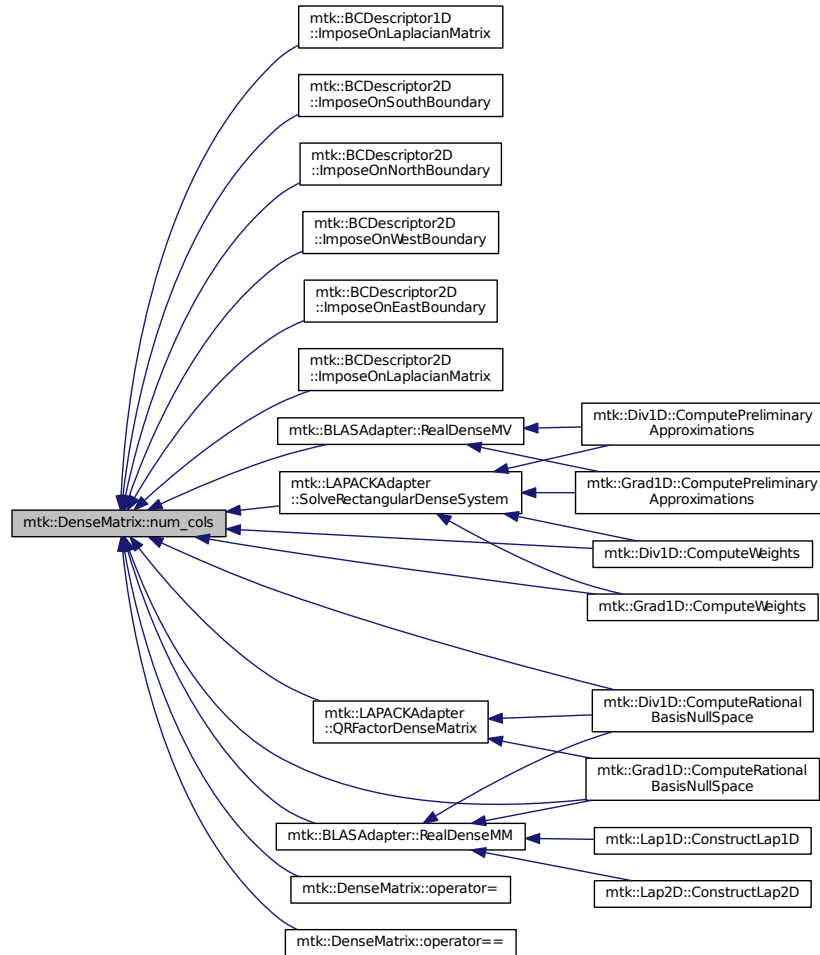 mtk::BCDescriptor1D
::ImposeOnLaplacianMatrix
mtk::BCDescriptor2D
::ImposeOnSouthBoundary
mtk::BCDescriptor2D
::ImposeOnNorthBoundary
mtk::BCDescriptor2D
::ImposeOnWestBoundary
mtk::BCDescriptor2D
::ImposeOnEastBoundary
mtk::BCDescriptor2D
::ImposeOnLaplacianMatrix
mtk::BLASAdapter::RealDenseMV
mtk::LAPACKAdapter
::SolveRectangularDenseSystem
mtk::DenseMatrix::num_cols
mtk::LAPACKAdapter
::QRFactorDenseMatrix
mtk::BLASAdapter::RealDenseMM
mtk::DenseMatrix::operator=
mtk::DenseMatrix::operator==
mtk::Div1D::ComputePreliminary
Approximations
mtk::Grad1D::ComputePreliminary
Approximations
mtk::Div1D::ComputeWeights
mtk::Grad1D::ComputeWeights
mtk::Div1D::ComputeRational
BasisNullSpace
mtk::Grad1D::ComputeRational
BasisNullSpace
mtk::Lap1D::ConstructLap1D
mtk::Lap2D::ConstructLap2D